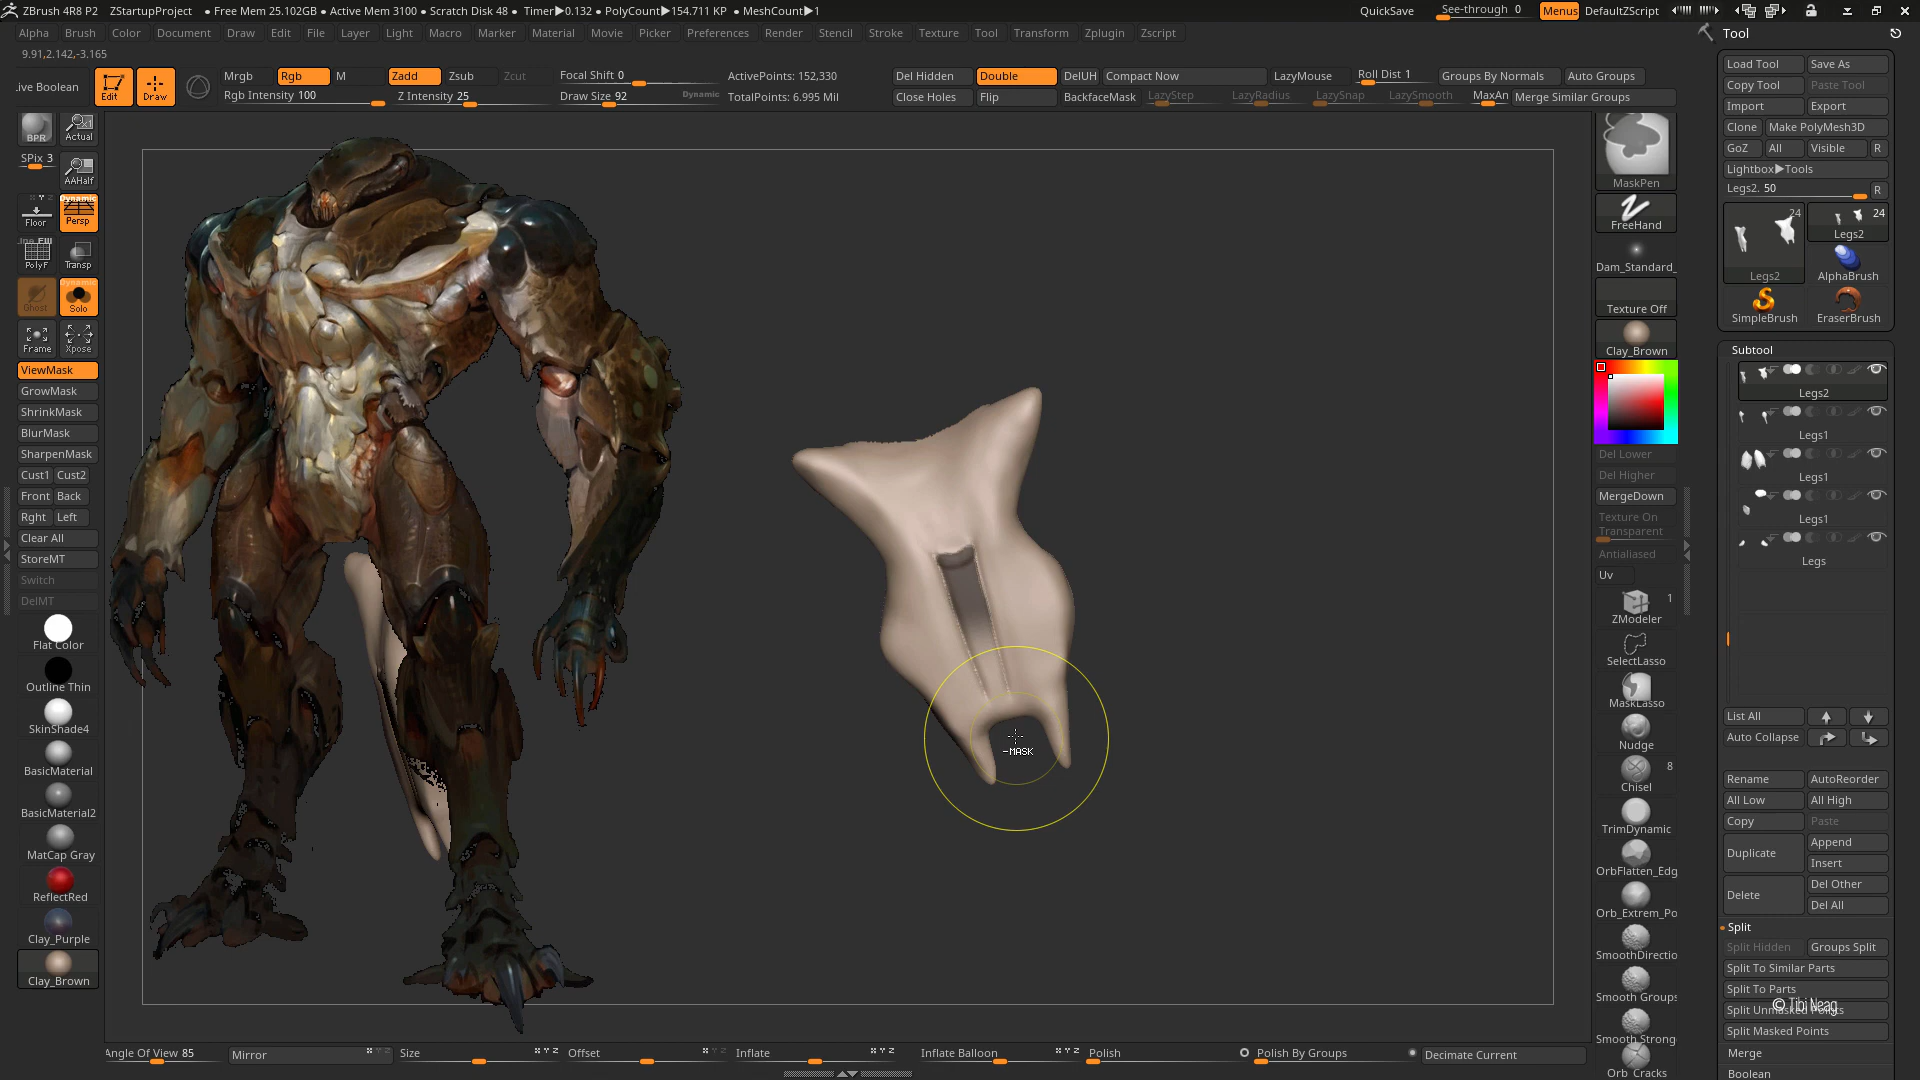 ZBrush 4R8 P2 ZStartupProject • Free Mem 25.102GB • Active Mem 3100 • Scratch Disk 48 • Timer▶0.132 • PolyCount▶154.711 KP • MeshCount▶1 QuickSave See-through 0 Menus DefaultZScript
Alpha Brush Color Document Draw Edit File Layer Light Macro Marker Material Movie Picker Preferences Render Stencil Stroke Texture Tool Transform Zplugin Zscript
9.91,2.142,-3.165
ive Boolean Edit Draw
Mrgb Rgb M Zadd Zsub Zcut Focal Shift 0 ActivePoints: 152,330 Del Hidden Double DelUH Compact Now LazyMouse Roll Dist 1 Groups By Normals Auto Groups
Rgb Intensity 100 Z Intensity 25 Draw Size 92 Dynamic TotalPoints: 6.995 Mil Close Holes Flip BackfaceMask LazyStep LazyRadius LazySnap LazySmooth MaxAn Merge Similar Groups
BPR Actual
SPix 3 AAHalf
Dynamic
Floor Persp
ine Fill
PolyF Transp
Dynamic
Ghost Solo
Frame Xpose
ViewMask
GrowMask
ShrinkMask
BlurMask
SharpenMask
Cust1 Cust2
Front Back
Rght Left
Clear All
StoreMT
Switch
DelMT
Flat Color
Outline Thin
SkinShade4
BasicMaterial
BasicMaterial2
MatCap Gray
ReflectRed
Clay_Purple
Clay_Brown
-MASK
Angle Of View 85 Mirror Size Offset Inflate Inflate Balloon Polish Polish By Groups Decimate Current
MaskPen
FreeHand
Dam_Standard_
Texture Off
Clay_Brown
Del Lower
Del Higher
MergeDown
Texture On
Transparent
Antialiased
Uv
1
ZModeler
SelectLasso
MaskLasso
Nudge
8
Chisel
TrimDynamic
OrbFlatten_Edg
Orb_Extrem_Po
SmoothDirectio
Smooth Groups
Smooth Strong
Orb_Cracks
Tool
Load Tool Save As
Copy Tool Paste Tool
Import Export
Clone Make PolyMesh3D
GoZ All Visible R
Lightbox▶Tools
Legs2. 50 R
24 24
Legs2
Legs2 AlphaBrush
SimpleBrush EraserBrush
Subtool
Legs2
Legs1
Legs1
Legs1
Legs
List All
Auto Collapse
Rename AutoReorder
All Low All High
Copy Paste
Duplicate Append
Insert
Delete Del Other
Del All
Split
Split Hidden Groups Split
Split To Similar Parts
Split To Parts
© Tibi Neag
Split Unmasked Points
Split Masked Points
Merge
Boolean